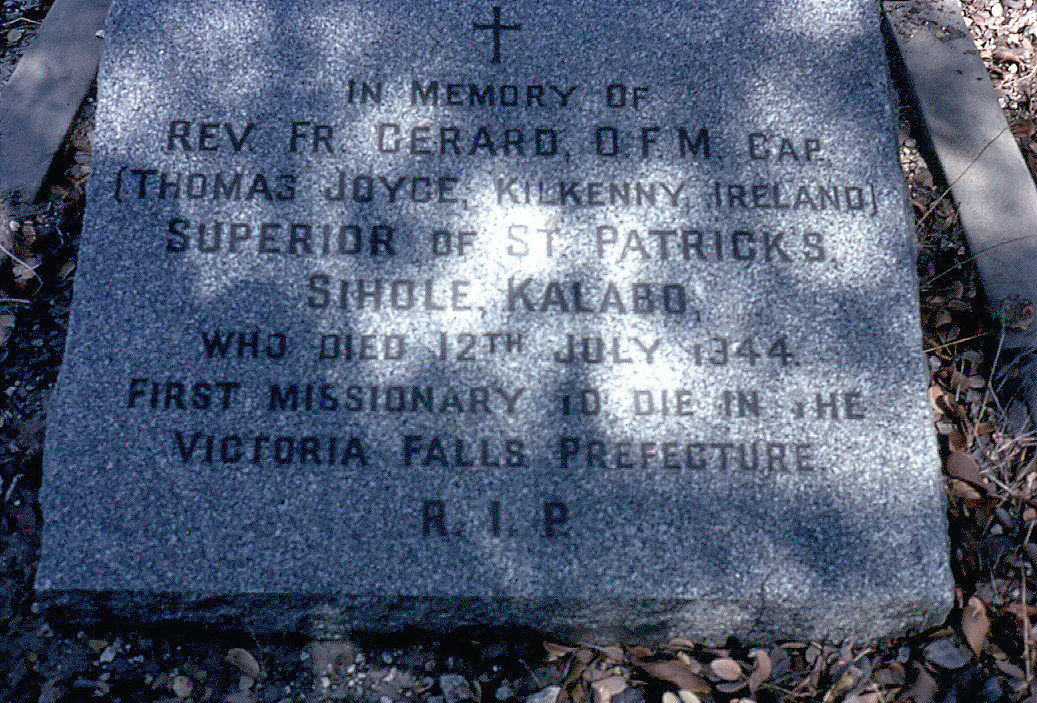 IN MEMORY OF
REV. FR. GERARD, O.F.M. CAP.
(THOMAS JOYCE, KILKENNY, IRELAND)
SUPERIOR OF ST PATRICK'S,
SIHOLE, KALABO,
WHO DIED 12TH JULY 1944.
FIRST MISSIONARY TO DIE IN THE
VICTORIA FALLS PREFECTURE.
R. I. P.